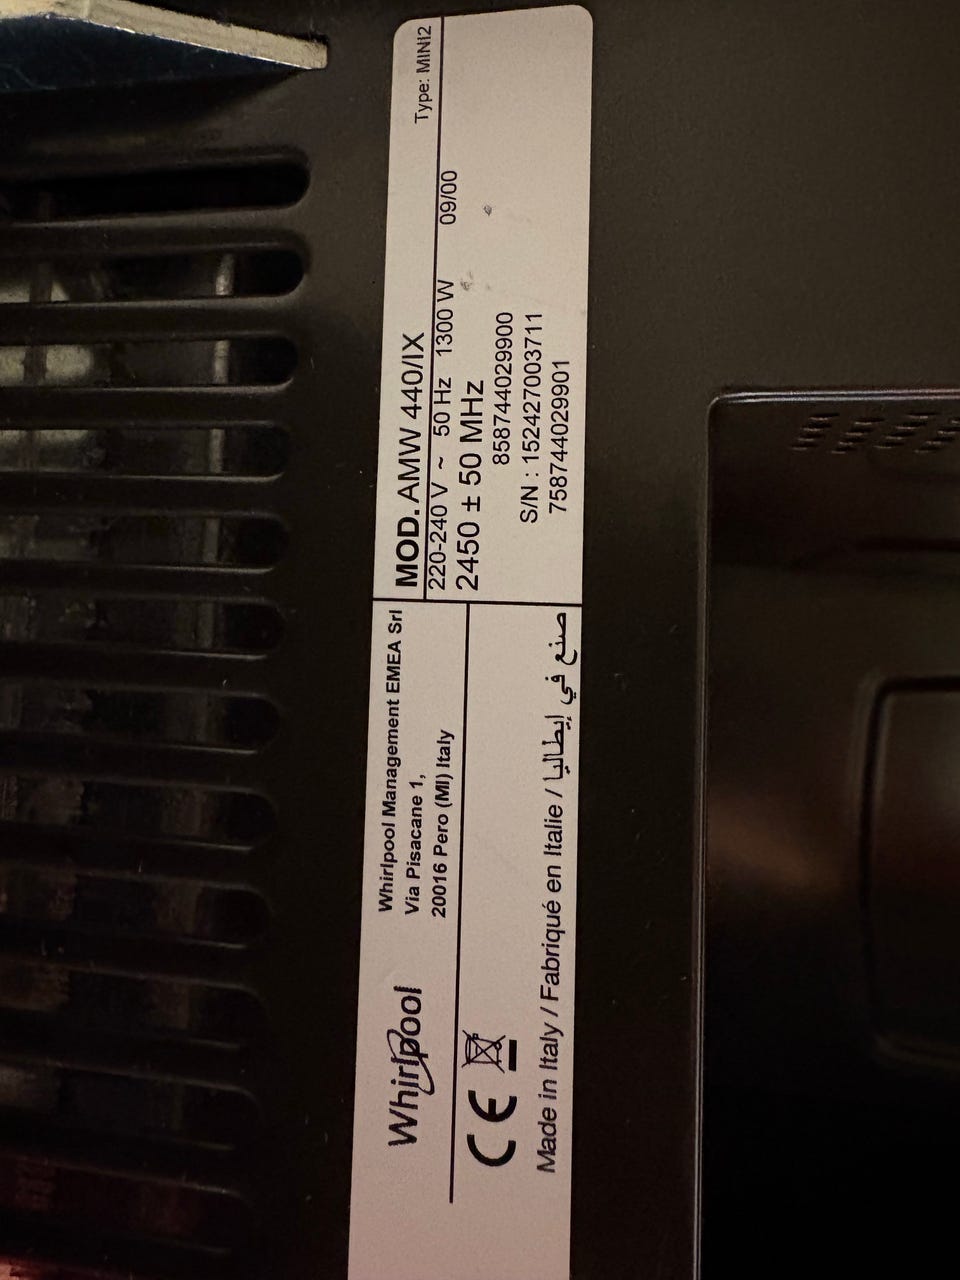 Whirlpool
Whirlpool Management EMEA Srl
Via Pisacane 1,
20016 Pero (MI) Italy
CE
Made in Italy / Fabriqué en Italie / صنع في إيطاليا
MOD. AMW 440/IX Type: MINI2
220-240 V ~ 50 Hz 1300 W 09/00
2450 ± 50 MHz
858744029900
S/N : 152427003711
758744029901